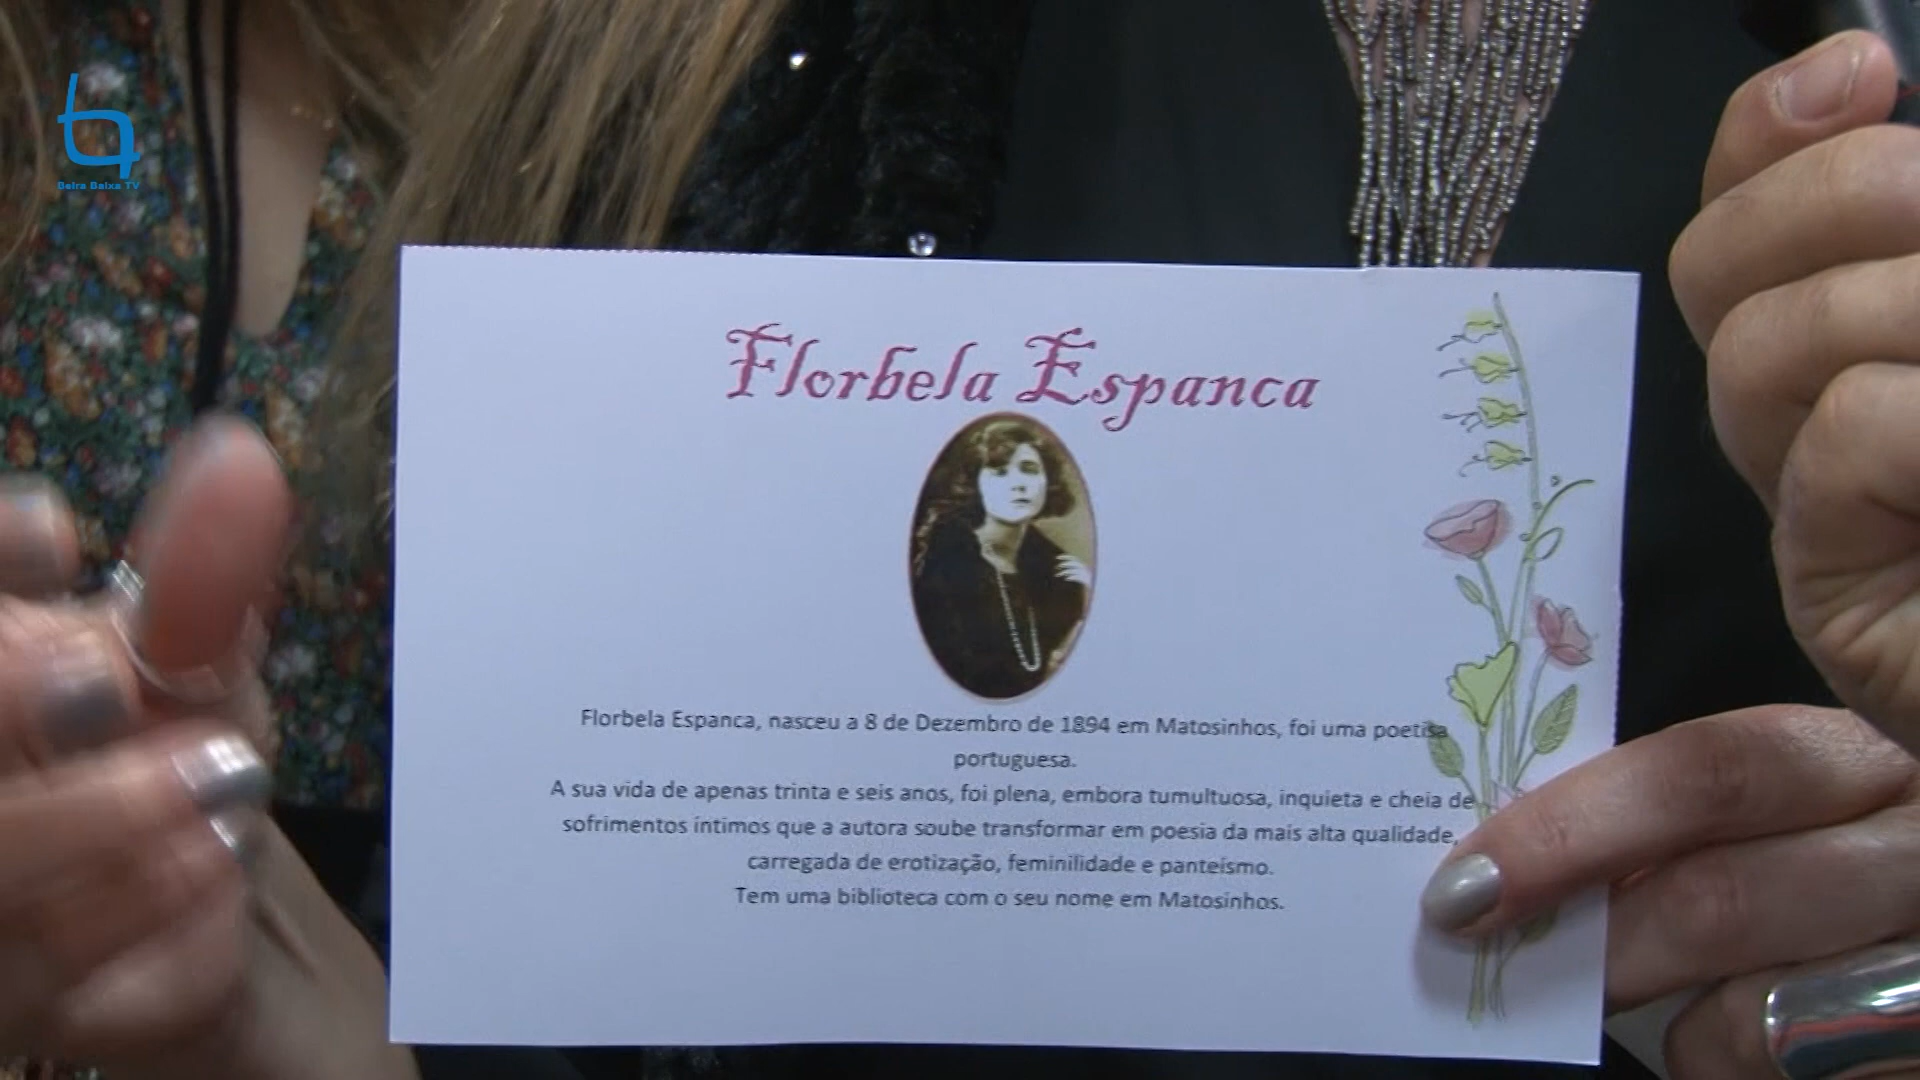 Beira Baixa TV
Florbela Espanca
Florbela Espanca, nasceu a 8 de Dezembro de 1894 em Matosinhos, foi uma poetisa
portuguesa.
A sua vida de apenas trinta e seis anos, foi plena, embora tumultuosa, inquieta e cheia de
sofrimentos íntimos que a autora soube transformar em poesia da mais alta qualidade,
carregada de erotização, feminilidade e panteísmo.
Tem uma biblioteca com o seu nome em Matosinhos.